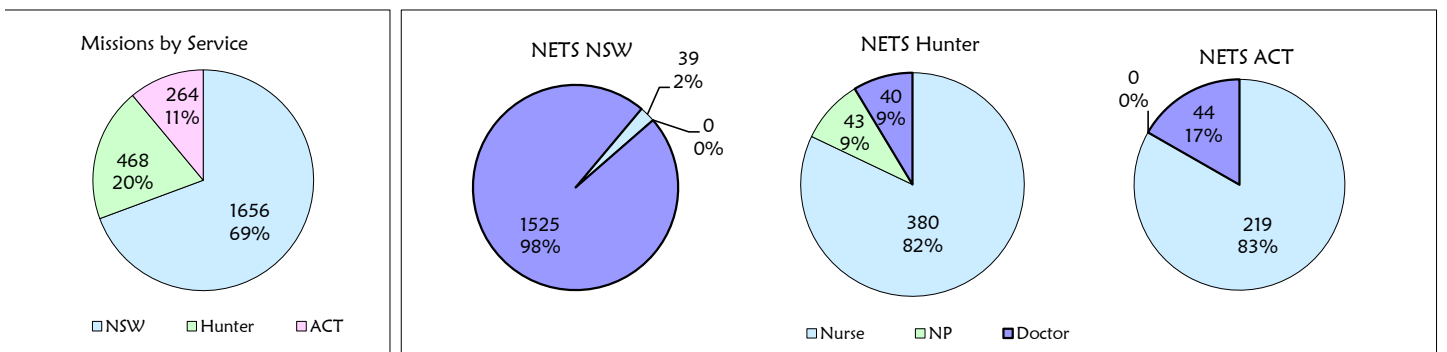 Missions by Service
264
11%
468
20%
1656
69%
NSW
Hunter
ACT
NETS NSW
39
2%
0
0%
1525
98%
NETS Hunter
40
9%
43
9%
380
82%
NETS ACT
0
0%
44
17%
219
83%
Nurse
NP
Doctor